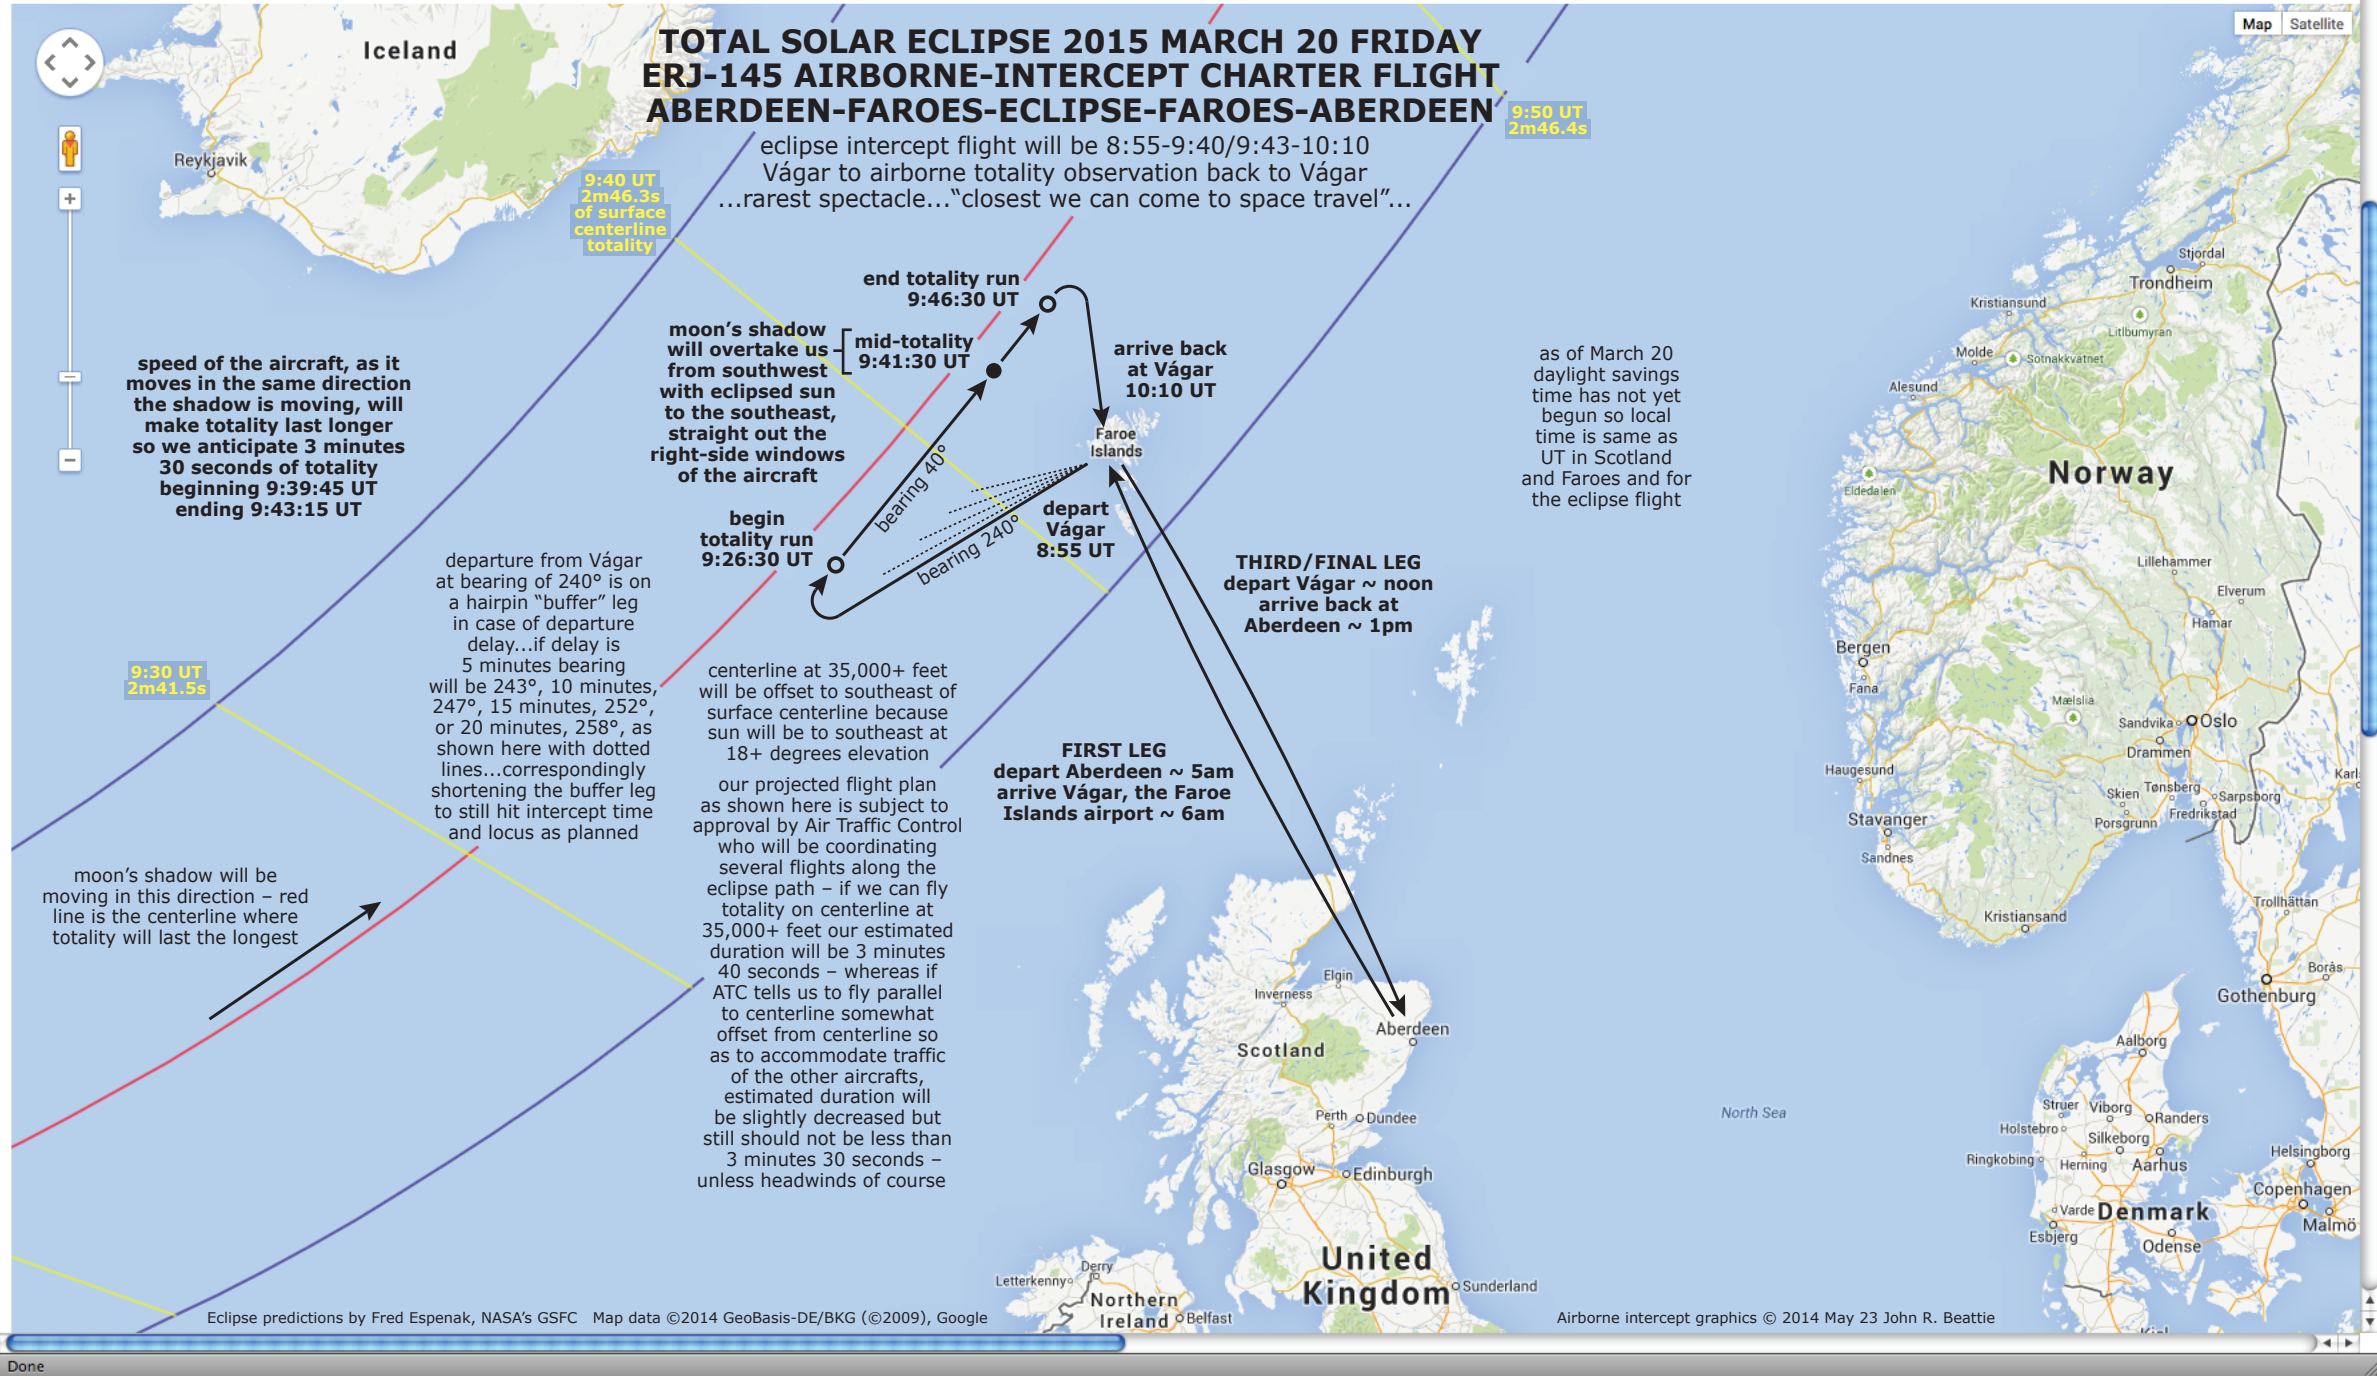 Map Satellite
TOTAL SOLAR ECLIPSE 2015 MARCH 20 FRIDAY
ERJ-145 AIRBORNE-INTERCEPT CHARTER FLIGHT
ABERDEEN-FAROES-ECLIPSE-FAROES-ABERDEEN
eclipse intercept flight will be 8:55-9:40/9:43-10:10
Vágar to airborne totality observation back to Vágar
...rarest spectacle...“closest we can come to space travel”...
Iceland
Reykjavik
9:40 UT
2m46.3s
of surface
centerline
totality
9:50 UT
2m46.4s
end totality run
9:46:30 UT
moon’s shadow
will overtake us
from southwest
with eclipsed sun
to the southeast,
straight out the
right-side windows
of the aircraft
mid-totality
9:41:30 UT
arrive back
at Vágar
10:10 UT
speed of the aircraft, as it
moves in the same direction
the shadow is moving, will
make totality last longer
so we anticipate 3 minutes
30 seconds of totality
beginning 9:39:45 UT
ending 9:43:15 UT
as of March 20
daylight savings
time has not yet
begun so local
time is same as
UT in Scotland
and Faroes and for
the eclipse flight
Faroe
Islands
bearing 40°
bearing 240°
begin
totality run
9:26:30 UT
depart
Vágar
8:55 UT
departure from Vágar
at bearing of 240° is on
a hairpin “buffer” leg
in case of departure
delay...if delay is
5 minutes bearing
will be 243°, 10 minutes,
247°, 15 minutes, 252°,
or 20 minutes, 258°, as
shown here with dotted
lines...correspondingly
shortening the buffer leg
to still hit intercept time
and locus as planned
THIRD/FINAL LEG
depart Vágar ~ noon
arrive back at
Aberdeen ~ 1pm
9:30 UT
2m41.5s
centerline at 35,000+ feet
will be offset to southeast of
surface centerline because
sun will be to southeast at
18+ degrees elevation
our projected flight plan
as shown here is subject to
approval by Air Traffic Control
who will be coordinating
several flights along the
eclipse path – if we can fly
totality on centerline at
35,000+ feet our estimated
duration will be 3 minutes
40 seconds – whereas if
ATC tells us to fly parallel
to centerline somewhat
offset from centerline so
as to accommodate traffic
of the other aircrafts,
estimated duration will
be slightly decreased but
still should not be less than
3 minutes 30 seconds –
unless headwinds of course
FIRST LEG
depart Aberdeen ~ 5am
arrive Vágar, the Faroe
Islands airport ~ 6am
moon’s shadow will be
moving in this direction – red
line is the centerline where
totality will last the longest
Stjordal
Trondheim
Kristiansund
Litlbumyran
Molde
Sotnakkvatnet
Alesund
Norway
Eldedalen
Lillehammer
Elverum
Hamar
Bergen
Fana
Mælslia
Sandvika
Oslo
Drammen
Haugesund
Karl
Skien
Tønsberg
Sarpsborg
Fredrikstad
Porsgrunn
Stavanger
Sandnes
Trollhättan
Kristiansand
Borås
Gothenburg
Elgin
Inverness
Aberdeen
Scotland
Aalborg
North Sea
Perth
Dundee
Struer
Viborg
Randers
Holstebro
Silkeborg
Helsingborg
Glasgow
Edinburgh
Ringkobing
Herning
Aarhus
Copenhagen
Varde
Denmark
Malmö
Esbjerg
Odense
United
Kingdom
Derry
Letterkenny
Sunderland
Northern
Ireland
Belfast
Kiel
Eclipse predictions by Fred Espenak, NASA’s GSFC Map data ©2014 GeoBasis-DE/BKG (©2009), Google
Airborne intercept graphics © 2014 May 23 John R. Beattie
Done